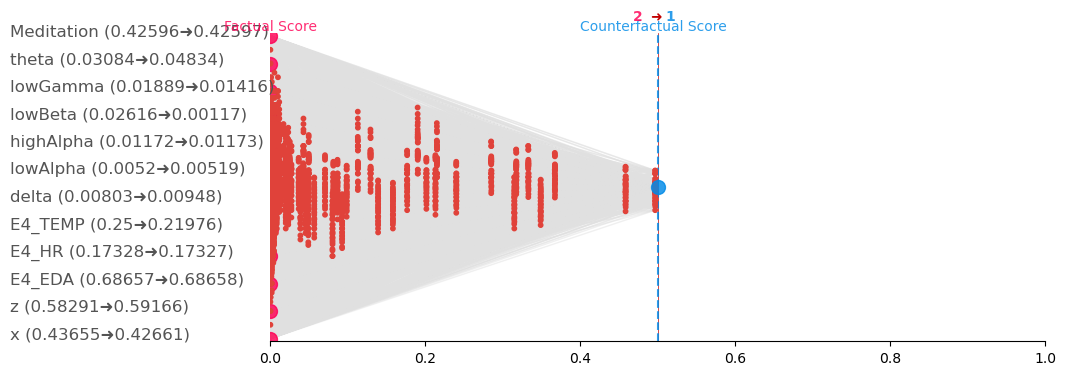 2 ➜ 1
Factual Score
Counterfactual Score
Meditation (0.42596➜0.42597)
theta (0.03084➜0.04834)
lowGamma (0.01889➜0.01416)
lowBeta (0.02616➜0.00117)
highAlpha (0.01172➜0.01173)
lowAlpha (0.0052➜0.00519)
delta (0.00803➜0.00948)
E4_TEMP (0.25➜0.21976)
E4_HR (0.17328➜0.17327)
E4_EDA (0.68657➜0.68658)
z (0.58291➜0.59166)
x (0.43655➜0.42661)
0.0 0.2 0.4 0.6 0.8 1.0